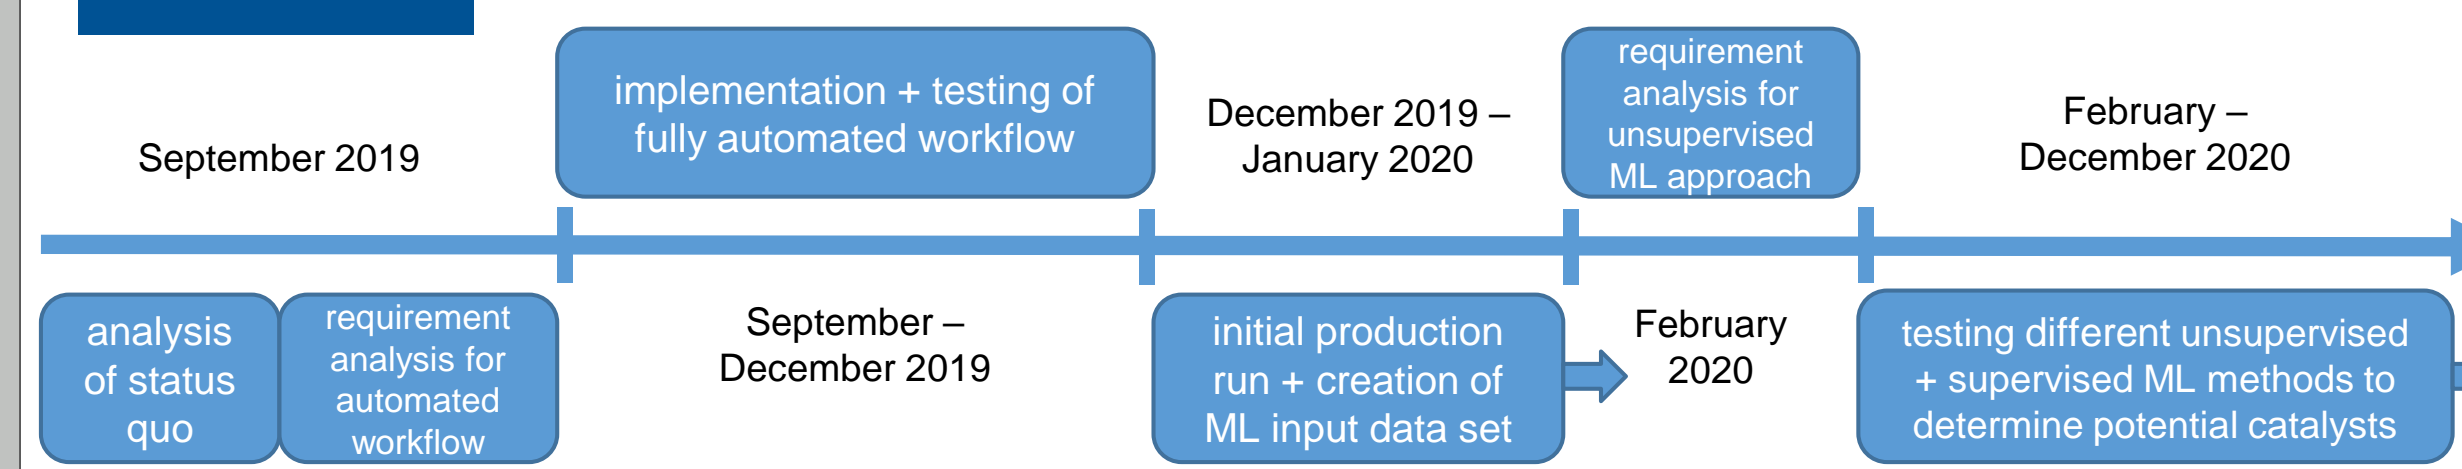 September 2019
analysis
of status
quo
requirement
analysis for
automated
workflow
implementation + testing of
fully automated workflow
September –
December 2019
December 2019 –
January 2020
initial production
run + creation of
ML input data set
requirement
analysis for
unsupervised
ML approach
February
2020
February –
December 2020
testing different unsupervised
+ supervised ML methods to
determine potential catalysts